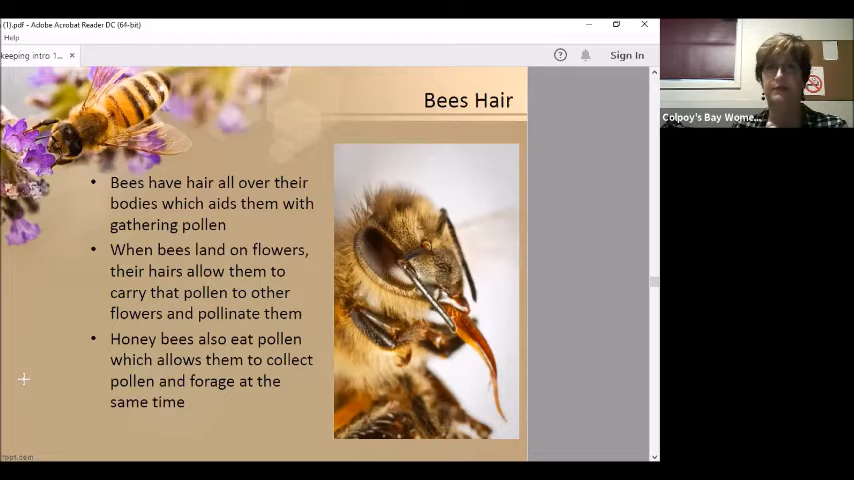 (1).pdf - Adobe Acrobat Reader DC (64-bit)
Help
keeping intro 1...
Sign In
Bees Hair
Colpoy's Bay Wome...
• Bees have hair all over their
bodies which aids them with
gathering pollen
• When bees land on flowers,
their hairs allow them to
carry that pollen to other
flowers and pollinate them
• Honey bees also eat pollen
which allows them to collect
pollen and forage at the
same time